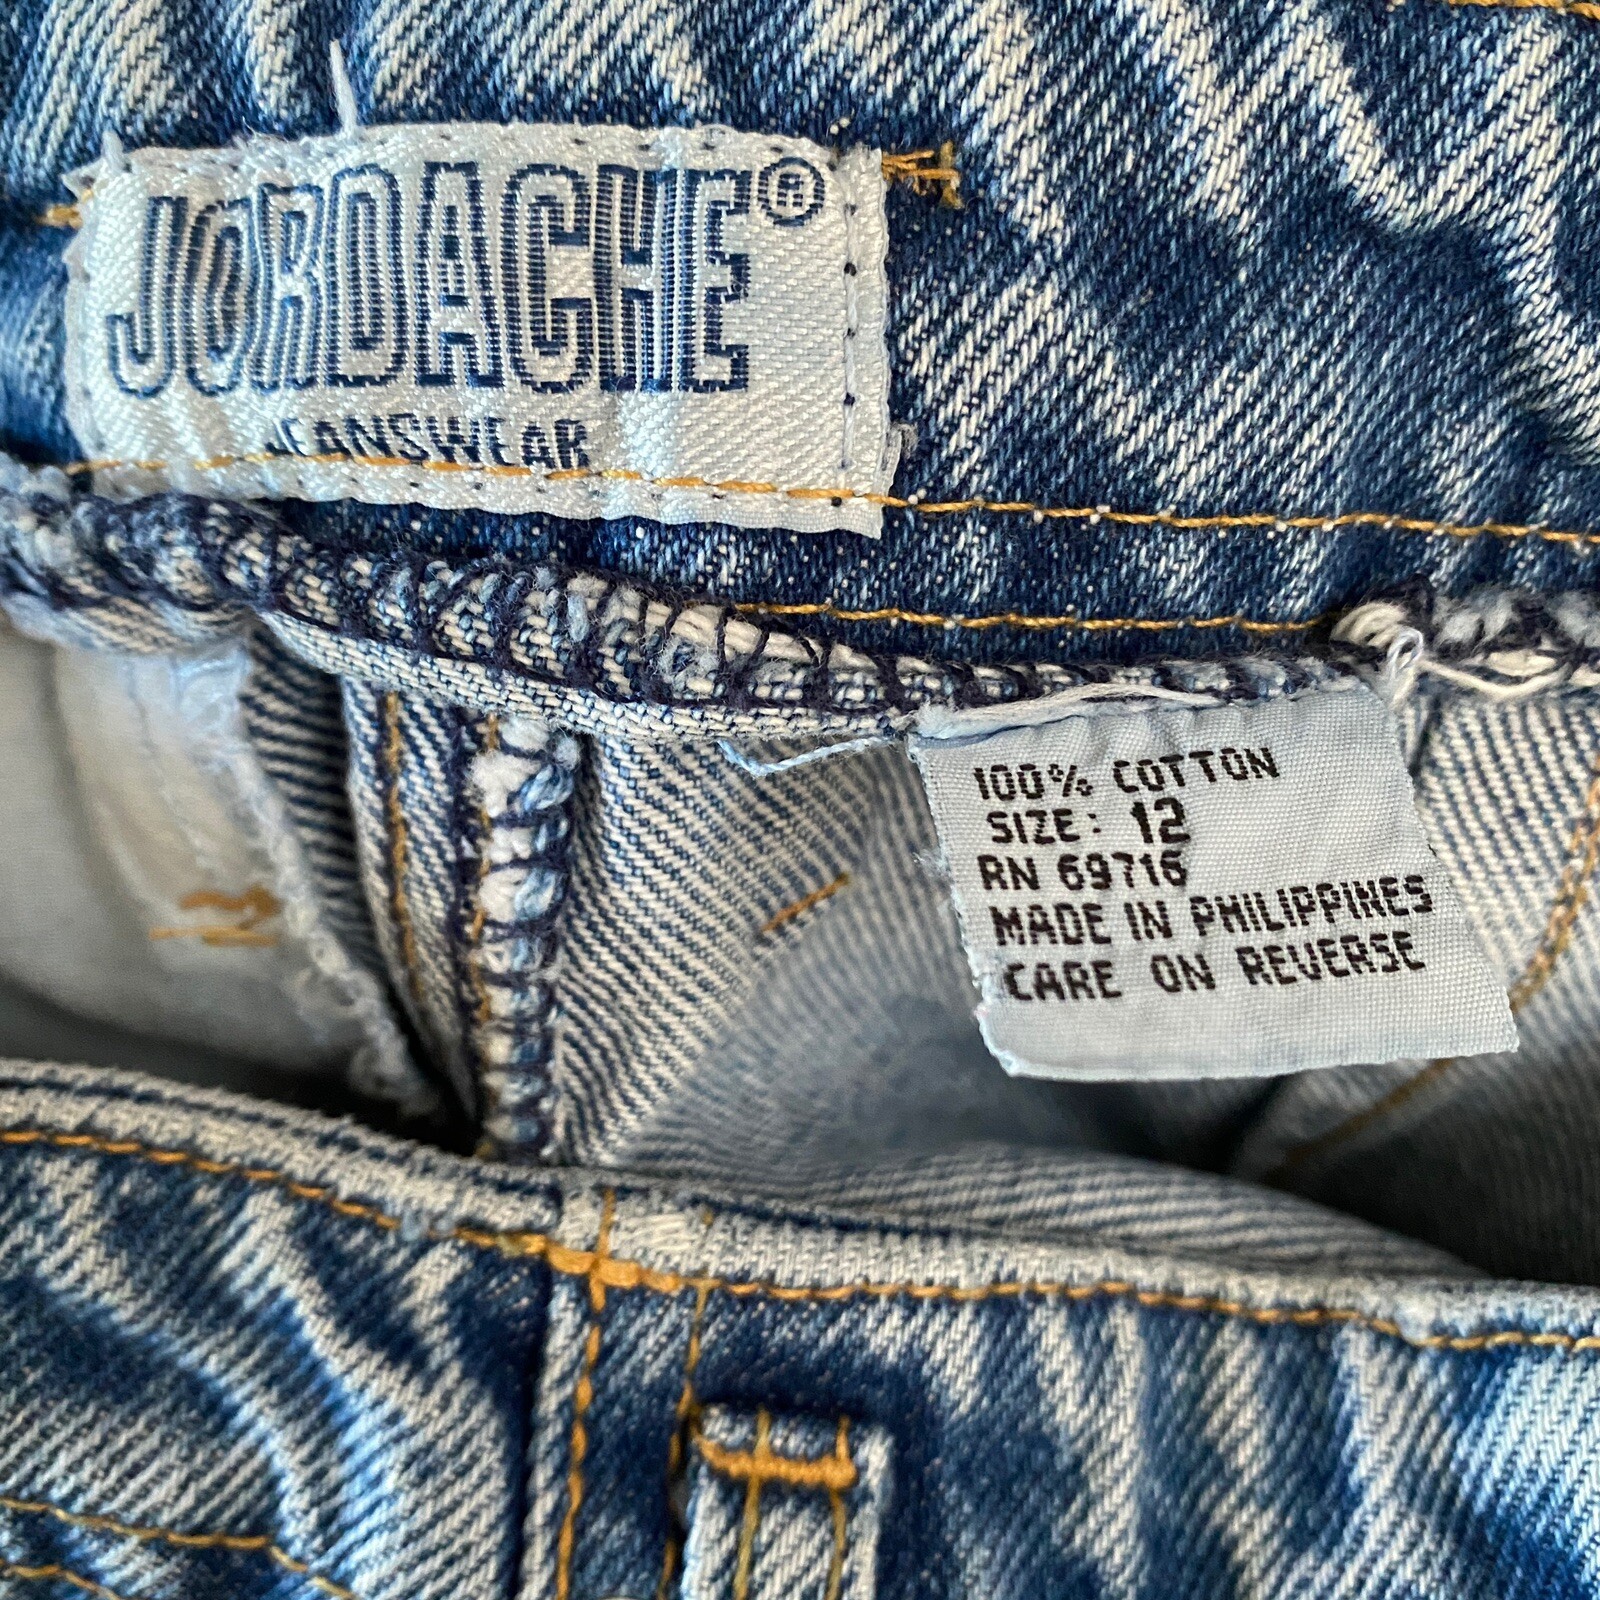 JORDACHE®
JEANSWEAR
100% COTTON
SIZE: 12
RN 69716
MADE IN PHILIPPINES
CARE ON REVERSE